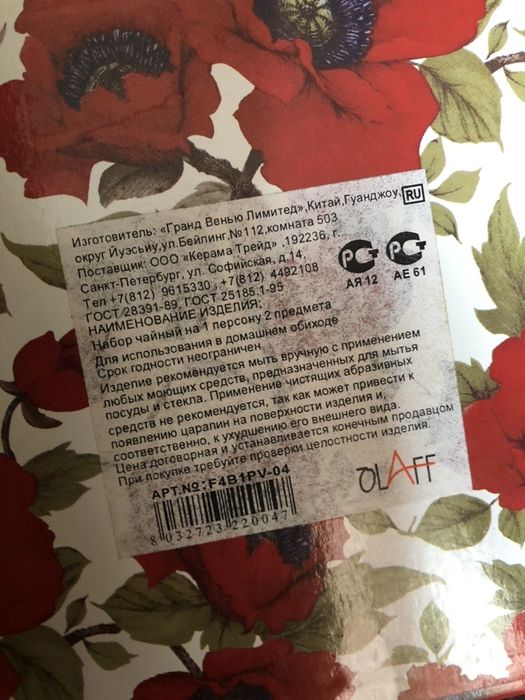 Изготовитель: «Гранд Венью Лимитед»,Китай,Гуанджоу,
округ Йуэсьйу,ул.Бейлинг,№112,комната 503
Поставщик: ООО «Керама Трейд» ,192236, г.
Санкт-Петербург, ул. Софийская, д.14,
Тел +7(812) 9615330, +7(812) 4492108
ГОСТ 28391-89, ГОСТ 25185.1-95
НАИМЕНОВАНИЕ ИЗДЕЛИЯ:
Набор чайный на 1 персону 2 предмета
Для использования в домашнем обиходе
Срок годности неограничен
Изделие рекомендуется мыть вручную с применением
любых моющих средств, предназначенных для мытья
посуды и стекла. Применение чистящих абразивных
средств не рекомендуется, так как может привести к
появлению царапин на поверхности изделия и,
соответственно, к ухудшению его внешнего вида.
Цена договорная и устанавливается конечным продавцом
При покупке требуйте проверки целостности изделия.
RU
АЯ 12
АЕ 61
АРТ.№:F4B1PV-04
8032723220047
OLAFF